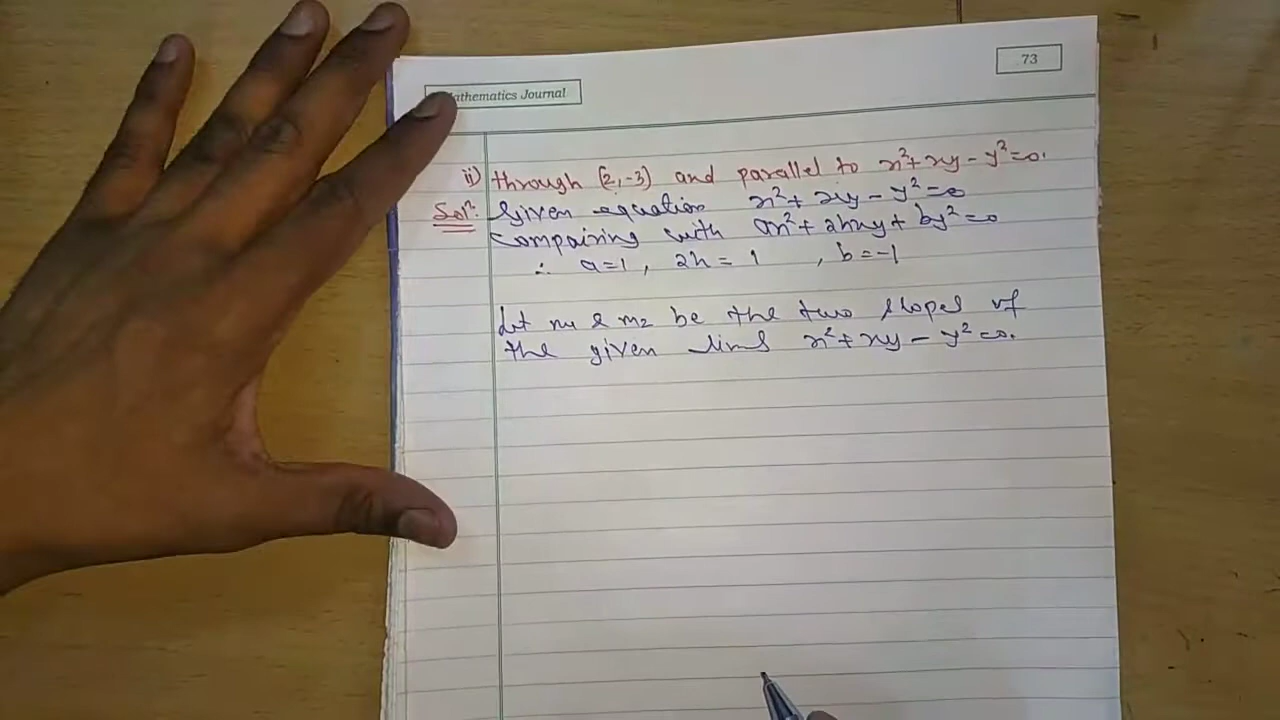 73
Mathematics Journal
ii) through (2,-3) and parallel to x²+xy-y²=0.
Solⁿ: Given equation x²+xy-y²=0
Compairing with ax²+2hxy+by²=0
∴ a=1, 2h=1, b=-1
Let m₁ & m₂ be the two slopes of
the given lines x²+xy-y²=0.